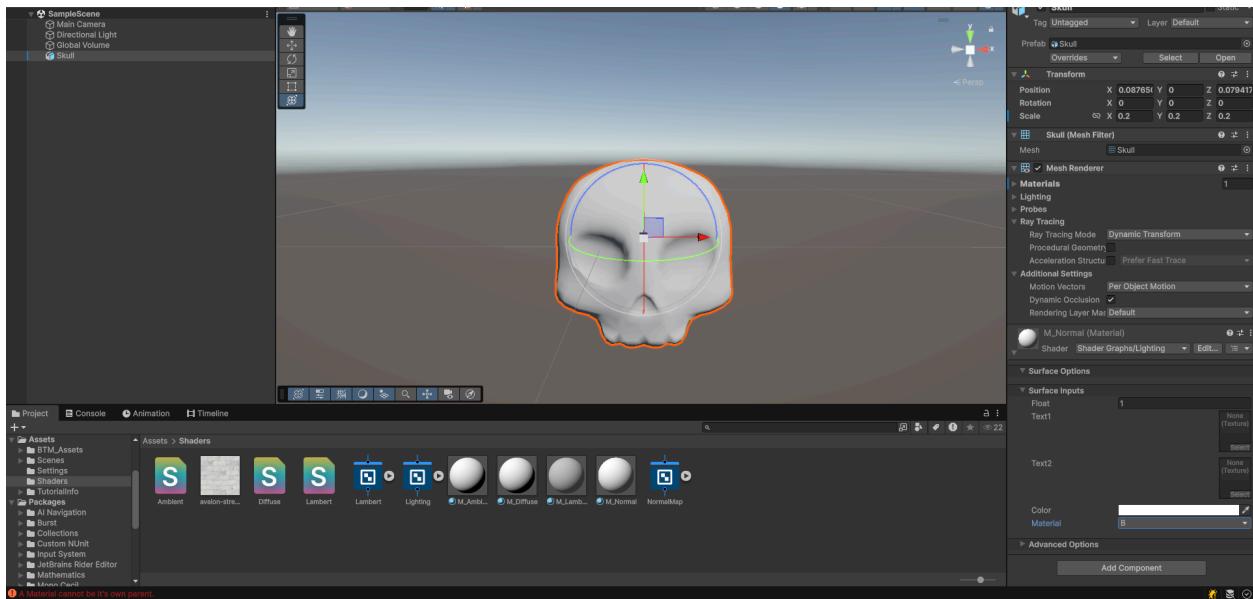 SampleScene
Main Camera
Directional Light
Global Volume
Skull
y
x
< Persp
Skull
Static
Tag Untagged Layer Default
Prefab Skull
Overrides Select Open
Transform
Position X 0.08765 Y 0 Z 0.079417
Rotation X 0 Y 0 Z 0
Scale X 0.2 Y 0.2 Z 0.2
Skull (Mesh Filter)
Mesh Skull
Mesh Renderer
Materials 1
Lighting
Probes
Ray Tracing
Ray Tracing Mode Dynamic Transform
Procedural Geometry
Acceleration Structu Prefer Fast Trace
Additional Settings
Motion Vectors Per Object Motion
Dynamic Occlusion
Rendering Layer Mas Default
M_Normal (Material)
Shader Shader Graphs/Lighting Edit...
Surface Options
Surface Inputs
Float 1
Text1 None
(Texture)
Select
Text2 None
(Texture)
Select
Color
Material B
Advanced Options
Add Component
Project Console Animation Timeline
22
Assets
BTM_Assets
Scenes
Settings
Shaders
TutorialInfo
Packages
AI Navigation
Burst
Collections
Custom NUnit
Input System
JetBrains Rider Editor
Mathematics
Mono Cecil
Assets > Shaders
S S S
Ambient avalon-stre... Diffuse Lambert Lambert Lighting M_Ambi... M_Diffuse M_Lamb... M_Normal NormalMap
A Material cannot be it's own parent.